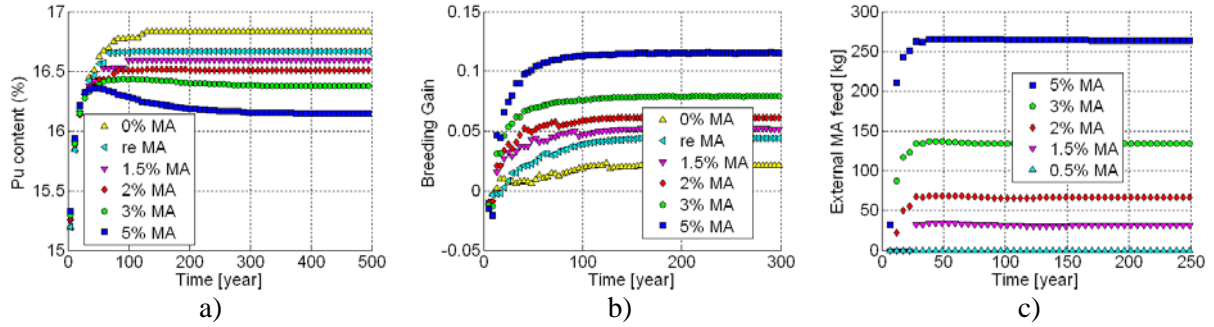 17
16.5
16
15.5
15
Pu content (%)
0% MA
re MA
1.5% MA
2% MA
3% MA
5% MA
0 100 200 300 400 500
Time [year]
a)
0.15
0.1
0.05
0
-0.05
Breeding Gain
0% MA
re MA
1.5% MA
2% MA
3% MA
5% MA
0 100 200 300
Time [year]
b)
300
250
200
150
100
50
0
External MA feed [kg]
5% MA
3% MA
2% MA
1.5% MA
0.5% MA
0 50 100 150 200 250
Time [year]
c)